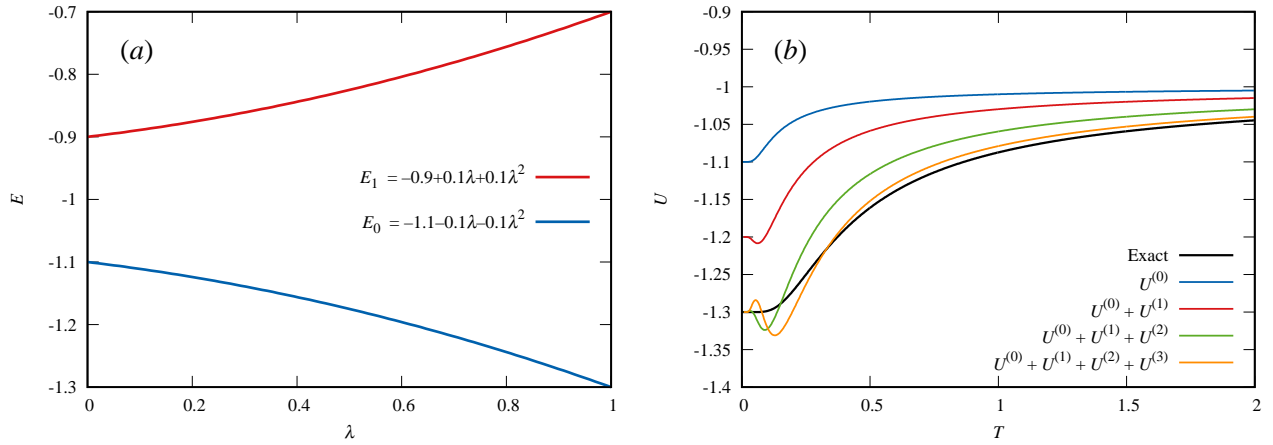 (a)
E
-0.7
-0.8
-0.9
-1
-1.1
-1.2
-1.3
E₁ = –0.9+0.1λ+0.1λ²
E₀ = –1.1–0.1λ–0.1λ²
0
0.2
0.4
0.6
0.8
1
λ
(b)
U
-0.9
-0.95
-1
-1.05
-1.1
-1.15
-1.2
-1.25
-1.3
-1.35
-1.4
Exact
U⁽⁰⁾
U⁽⁰⁾ + U⁽¹⁾
U⁽⁰⁾ + U⁽¹⁾ + U⁽²⁾
U⁽⁰⁾ + U⁽¹⁾ + U⁽²⁾ + U⁽³⁾
0
0.5
1
1.5
2
T